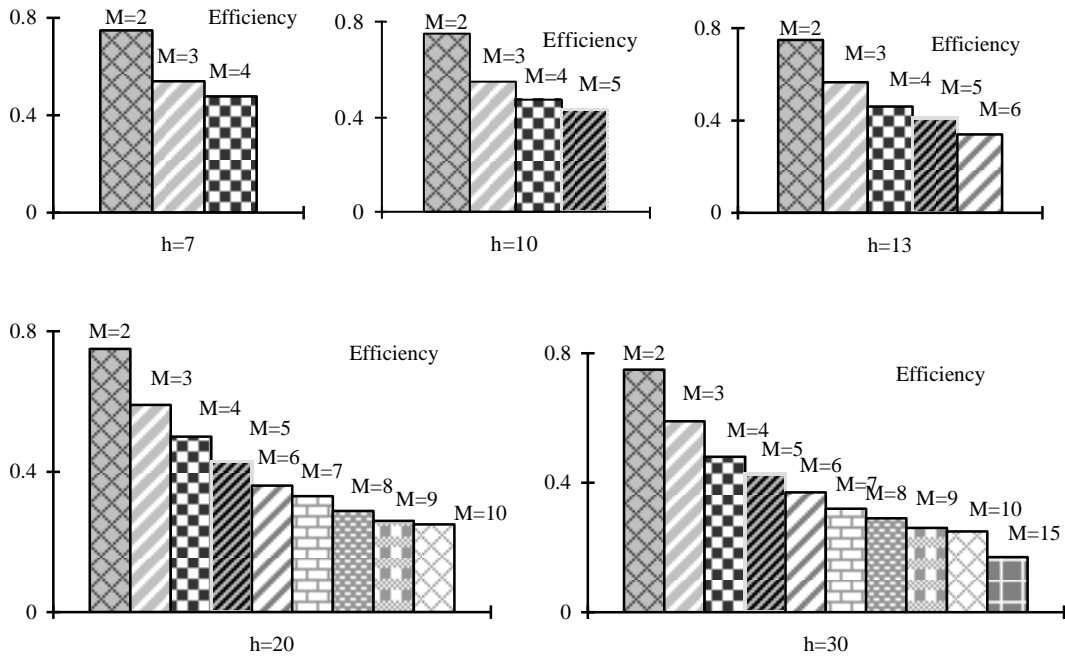 0.8
M=2
Efficiency
M=3
M=4
0.4
0
h=7
0.8
M=2
Efficiency
M=3
M=4
M=5
0.4
0
h=10
0.8
M=2
Efficiency
M=3
M=4
M=5
M=6
0.4
0
h=13
0.8
M=2
Efficiency
M=3
M=4
M=5
M=6
M=7
M=8
M=9
M=10
0.4
0
h=20
0.8
M=2
Efficiency
M=3
M=4
M=5
M=6
M=7
M=8
M=9
M=10
M=15
0.4
0
h=30